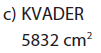 c) KVADER
5832 cm²